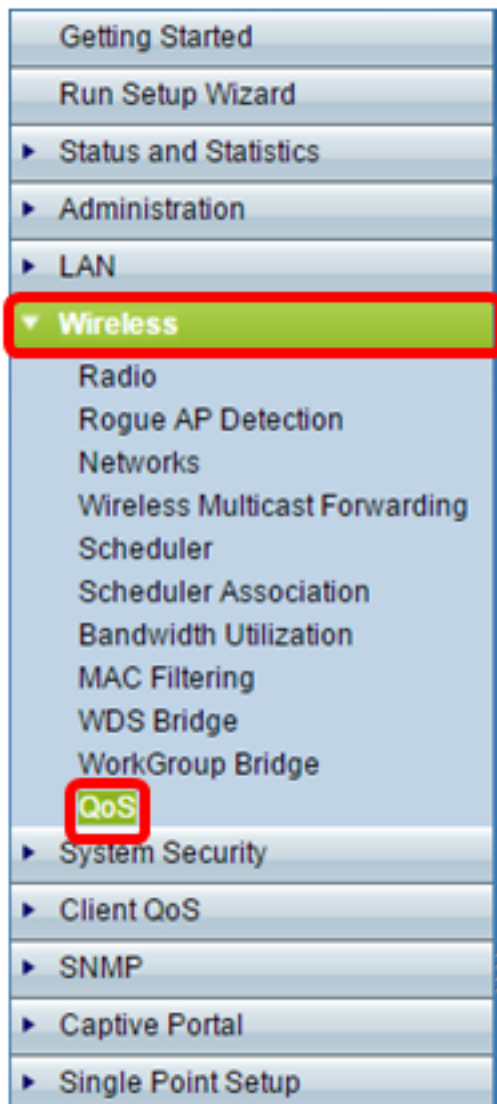 Getting Started
Run Setup Wizard
Status and Statistics
Administration
LAN
Wireless
Radio
Rogue AP Detection
Networks
Wireless Multicast Forwarding
Scheduler
Scheduler Association
Bandwidth Utilization
MAC Filtering
WDS Bridge
WorkGroup Bridge
QoS
System Security
Client QoS
SNMP
Captive Portal
Single Point Setup